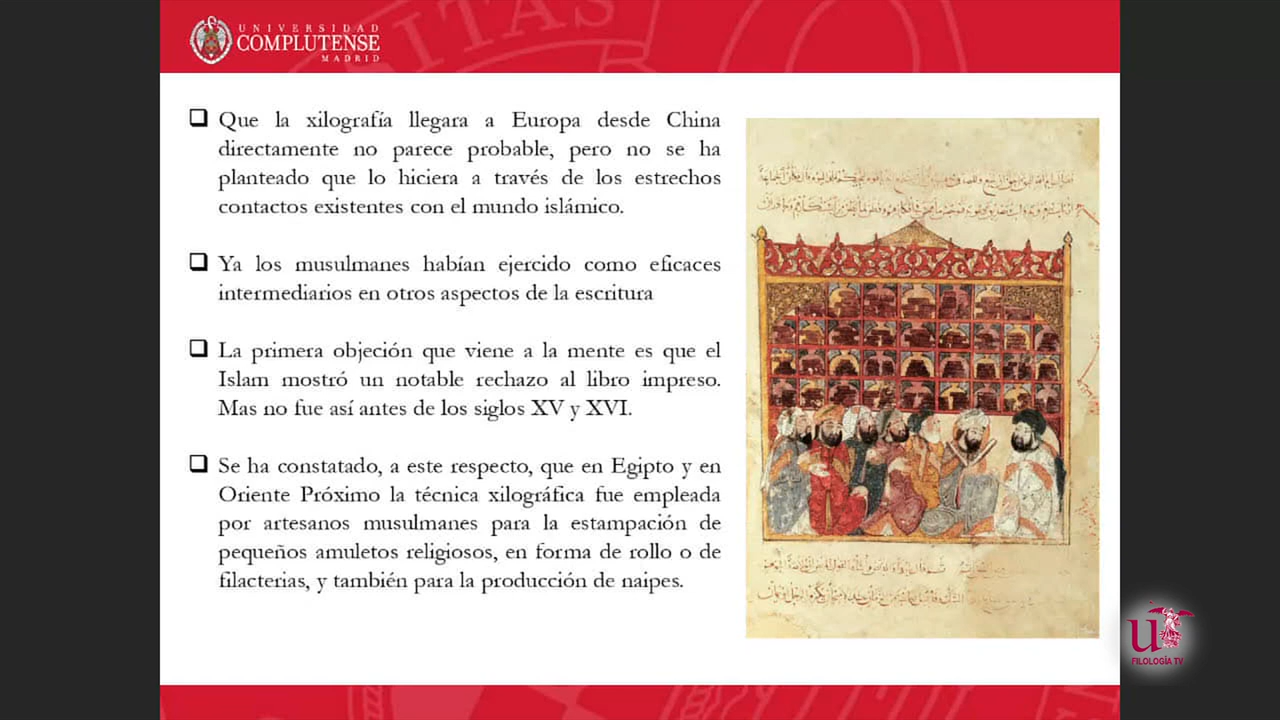 UNIVERSIDAD
COMPLUTENSE
MADRID
❑ Que la xilografía llegara a Europa desde China
directamente no parece probable, pero no se ha
planteado que lo hiciera a través de los estrechos
contactos existentes con el mundo islámico.
❑ Ya los musulmanes habían ejercido como eficaces
intermediarios en otros aspectos de la escritura
❑ La primera objeción que viene a la mente es que el
Islam mostró un notable rechazo al libro impreso.
Mas no fue así antes de los siglos XV y XVI.
❑ Se ha constatado, a este respecto, que en Egipto y en
Oriente Próximo la técnica xilográfica fue empleada
por artesanos musulmanes para la estampación de
pequeños amuletos religiosos, en forma de rollo o de
filacterias, y también para la producción de naipes.
u
FILOLOGÍA TV